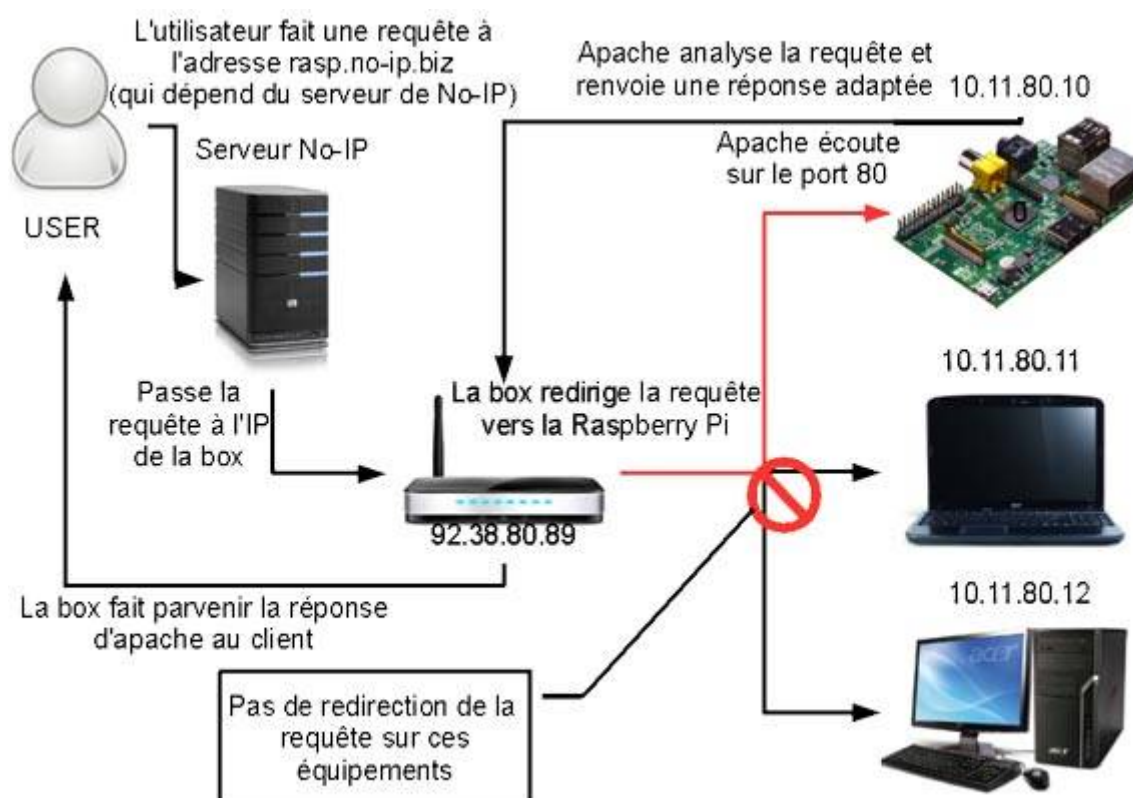 L'utilisateur fait une requête à
l'adresse rasp.no-ip.biz
(qui dépend du serveur de No-IP)
USER
Serveur No-IP
Passe la
requête à l'IP
de la box
92.38.80.89
La box redirige la requête
vers la Raspberry Pi
Apache écoute
sur le port 80
Apache analyse la requête et
renvoie une réponse adaptée
10.11.80.10
0
10.11.80.11
10.11.80.12
acer
La box fait parvenir la réponse
d'apache au client
Pas de redirection de la
requête sur ces
équipements